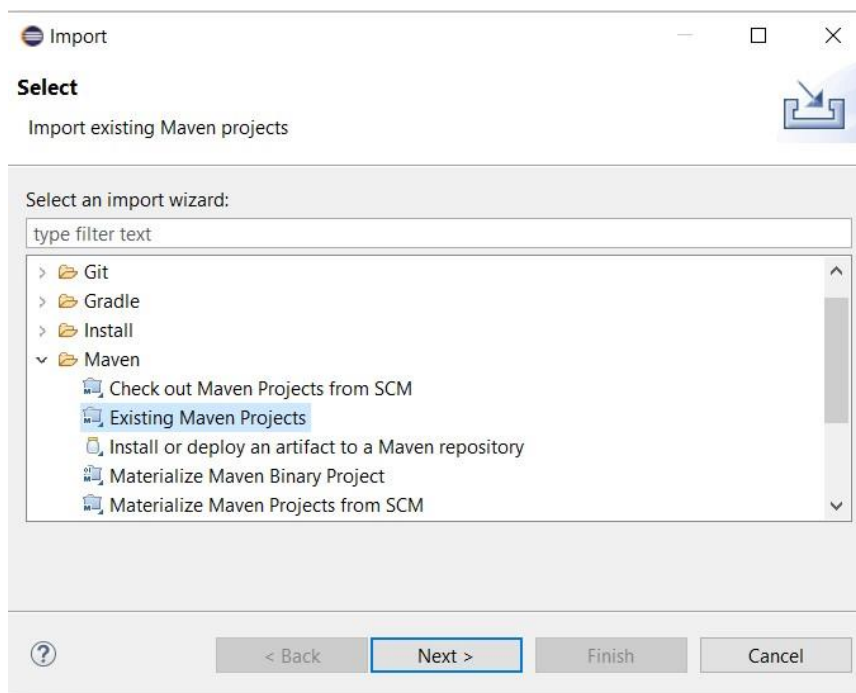 Import
Select
Import existing Maven projects
Select an import wizard:
type filter text
Git
Gradle
Install
Maven
Check out Maven Projects from SCM
Existing Maven Projects
Install or deploy an artifact to a Maven repository
Materialize Maven Binary Project
Materialize Maven Projects from SCM
? < Back Next > Finish Cancel